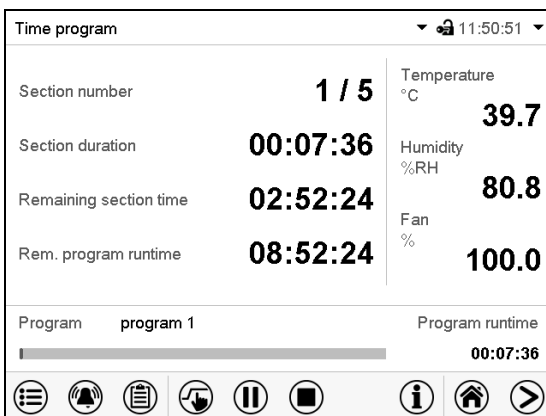 Time program 11:50:51
Section number 1 / 5
Section duration 00:07:36
Remaining section time 02:52:24
Rem. program runtime 08:52:24
Temperature
°C
39.7
Humidity
%RH
80.8
Fan
%
100.0
Program program 1 Program runtime
00:07:36